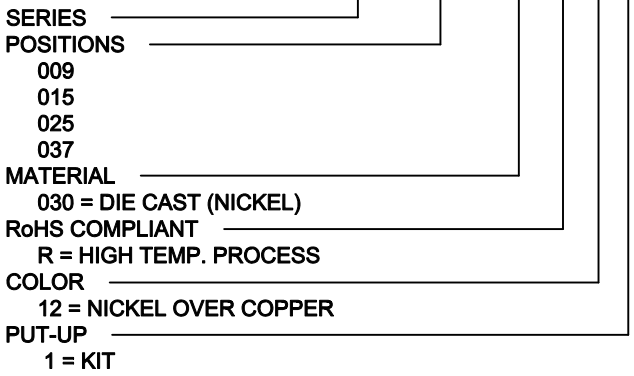 SERIES
POSITIONS
009
015
025
037
MATERIAL
030 = DIE CAST (NICKEL)
RoHS COMPLIANT
R = HIGH TEMP. PROCESS
COLOR
12 = NICKEL OVER COPPER
PUT-UP
1 = KIT